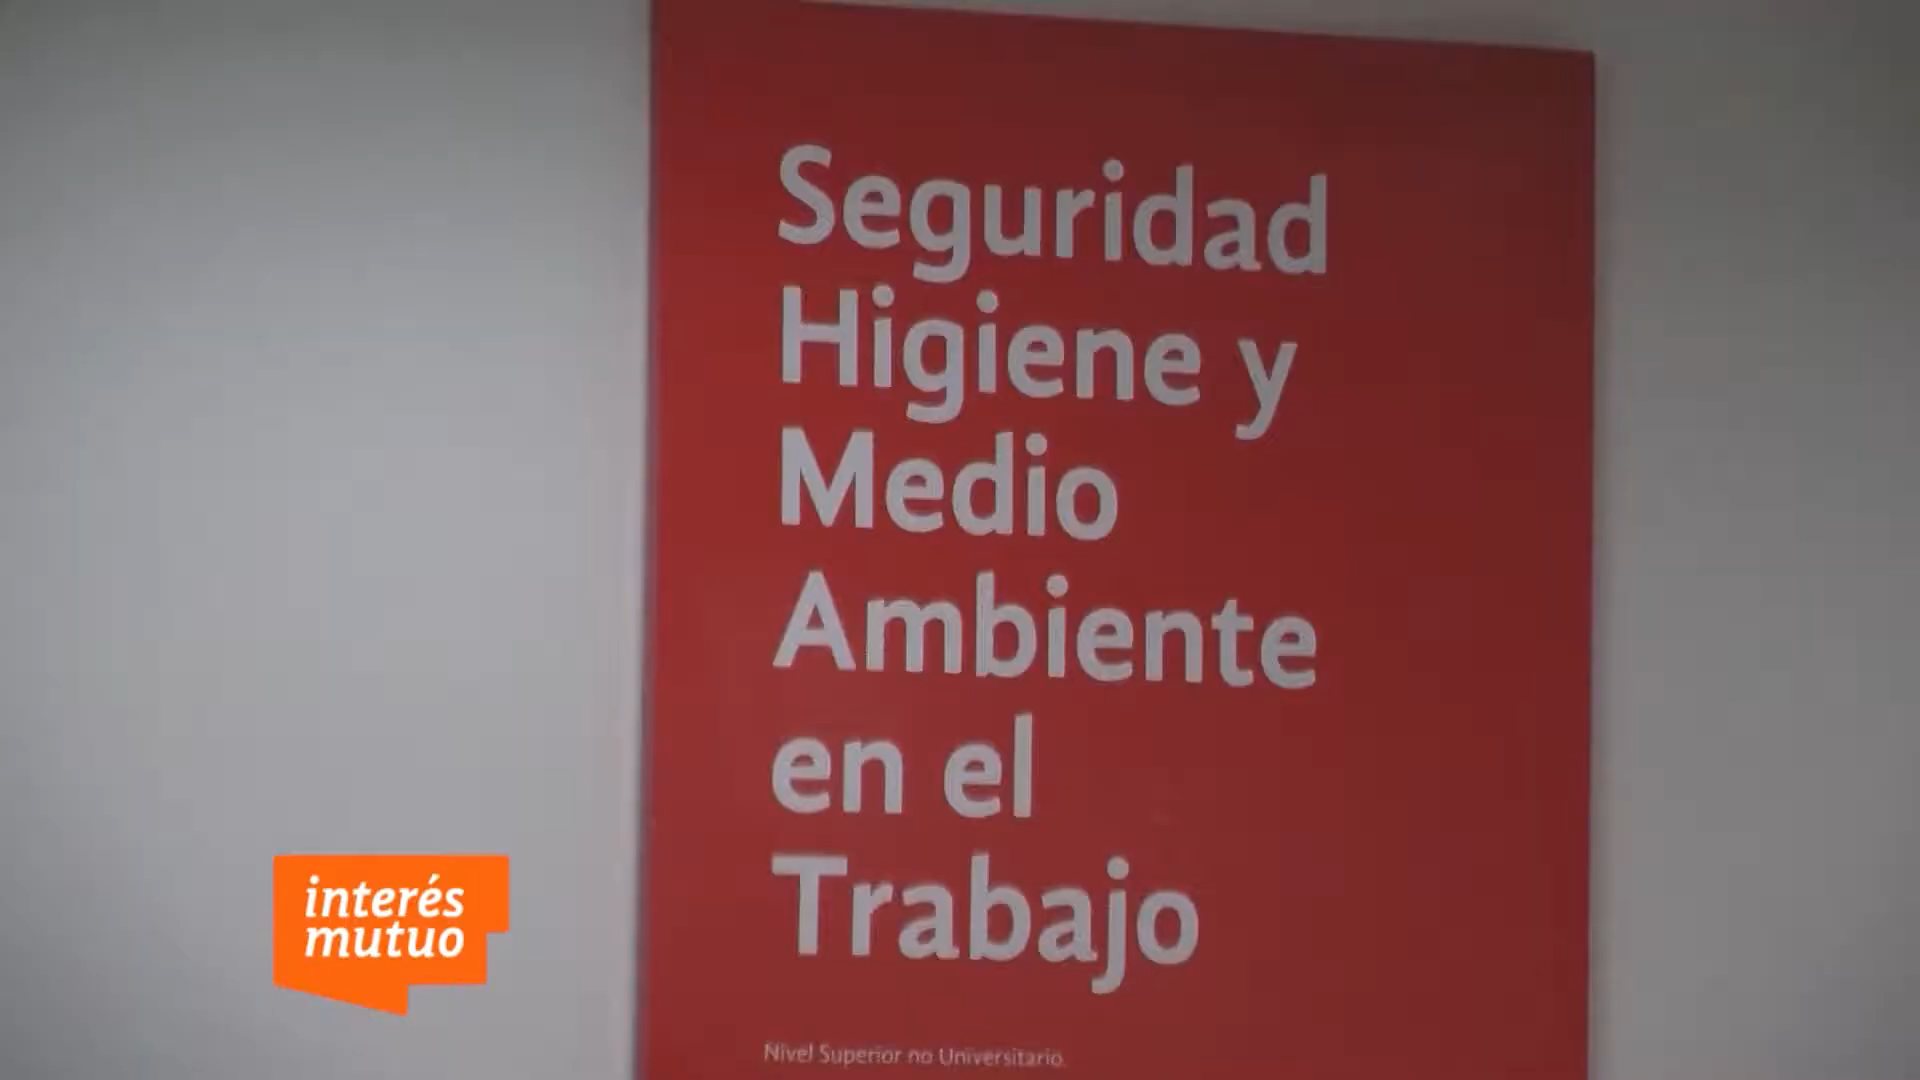 Seguridad
Higiene y
Medio
Ambiente
en el
Trabajo
Nivel Superior no Universitario.
interés
mutuo